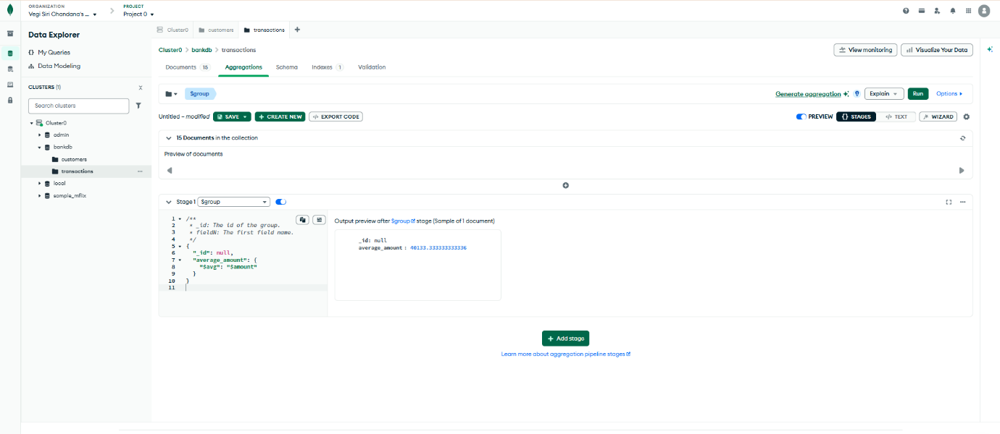 ORGANIZATION
Vegi Siri Chandana's ...
PROJECT
Project 0
Data Explorer
My Queries
Data Modeling
CLUSTERS (1)
Search clusters
Cluster0
admin
bankdb
customers
transactions
local
sample_mflix
Cluster0 customers transactions
Cluster0 > bankdb > transactions
View monitoring Visualize Your Data
Documents 15 Aggregations Schema Indexes 1 Validation
$group
Generate aggregation Explain Run Options
Untitled – modified SAVE + CREATE NEW </> EXPORT CODE
PREVIEW {} STAGES </> TEXT WIZARD
15 Documents in the collection
Preview of documents
Stage 1 $group
1 /**
2 * _id: The id of the group.
3 * fieldN: The first field name.
4 */
5 {
6 "_id": null,
7 "average_amount": {
8 "$avg": "$amount"
9 }
10 }
11
Output preview after $group stage (Sample of 1 document)
_id: null
average_amount : 40133.333333333336
+ Add stage
Learn more about aggregation pipeline stages